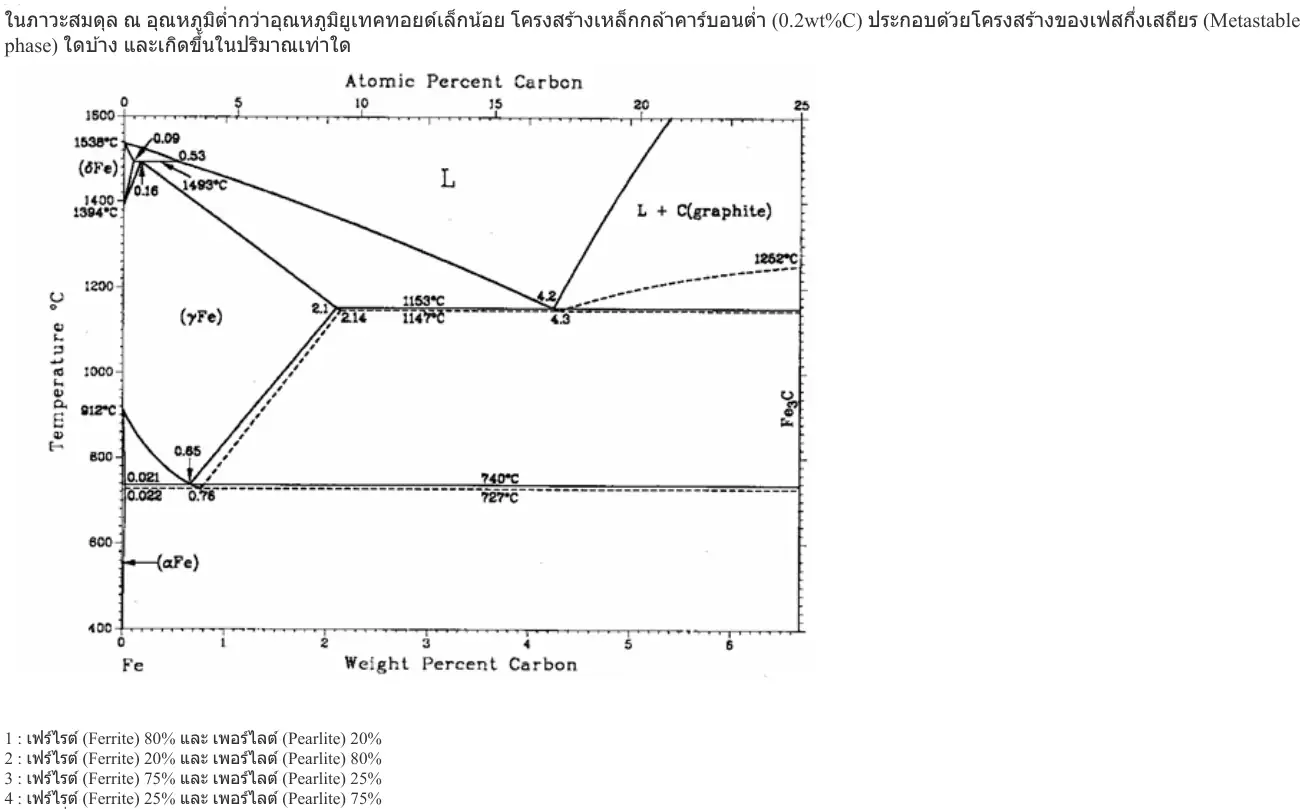 ในภาวะสมดุล ณ อุณหภูมิต่ำกว่าอุณหภูมิยูเทคทอยด์เล็กน้อย โครงสร้างเหล็กกล้าคาร์บอนต่ำ (0.2wt%C) ประกอบด้วยโครงสร้างของเฟสกึ่งเสถียร (Metastable
phase) ใดบ้าง และเกิดขึ้นในปริมาณเท่าใด
Atomic Percent Carbon
0 5 10 15 20 25
1500
1538°C
0.09
0.53
(δFe)
0.16
1493°C
L
1400
1394°C
L + C(graphite)
1252°C
1200
4.2
1153°C
2.1
2.14
1147°C
4.3
(γFe)
Temperature °C
1000
Fe₃C
912°C
0.65
800
0.021
740°C
0.022
0.76
727°C
600
(αFe)
400
0 1 2 3 4 5 6
Fe
Weight Percent Carbon
1 : เฟร์ไรต์ (Ferrite) 80% และ เพอร์ไลต์ (Pearlite) 20%
2 : เฟร์ไรต์ (Ferrite) 20% และ เพอร์ไลต์ (Pearlite) 80%
3 : เฟร์ไรต์ (Ferrite) 75% และ เพอร์ไลต์ (Pearlite) 25%
4 : เฟร์ไรต์ (Ferrite) 25% และ เพอร์ไลต์ (Pearlite) 75%